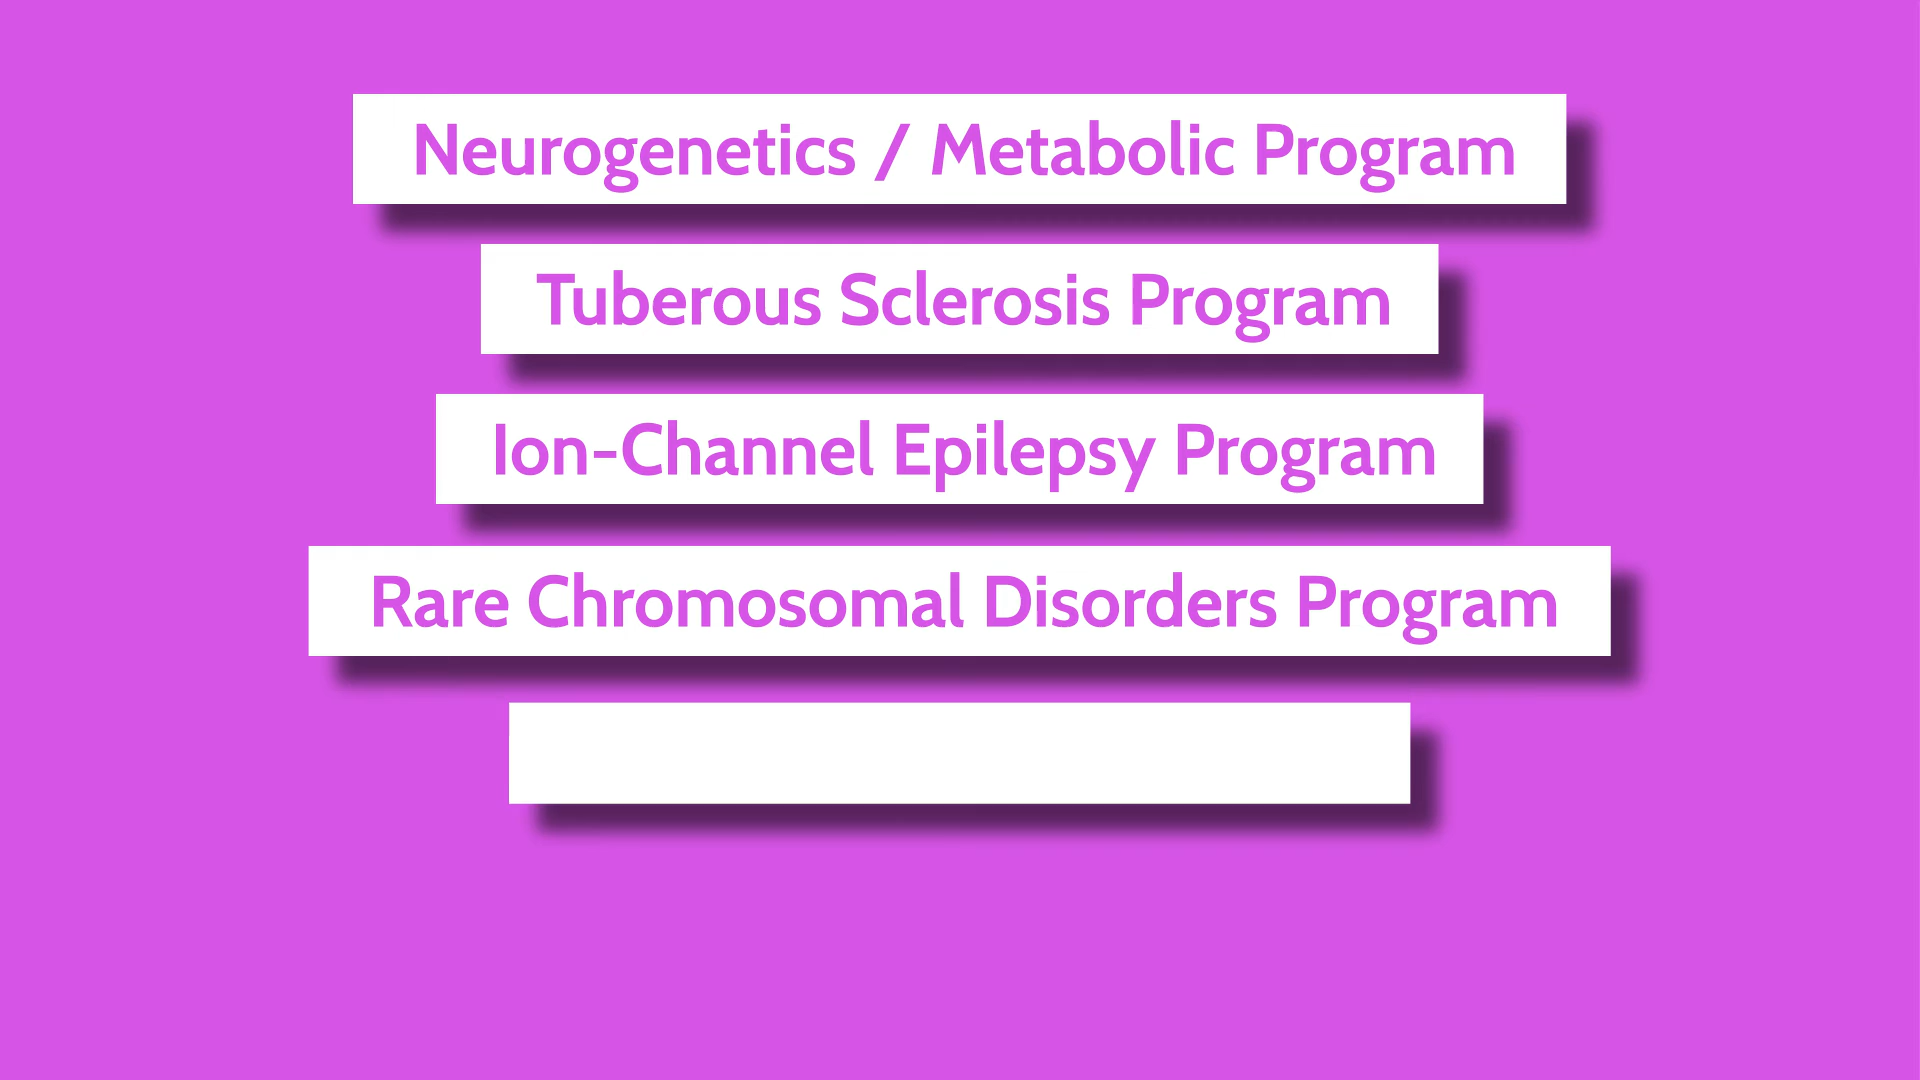 Neurogenetics / Metabolic Program
Tuberous Sclerosis Program
Ion-Channel Epilepsy Program
Rare Chromosomal Disorders Program